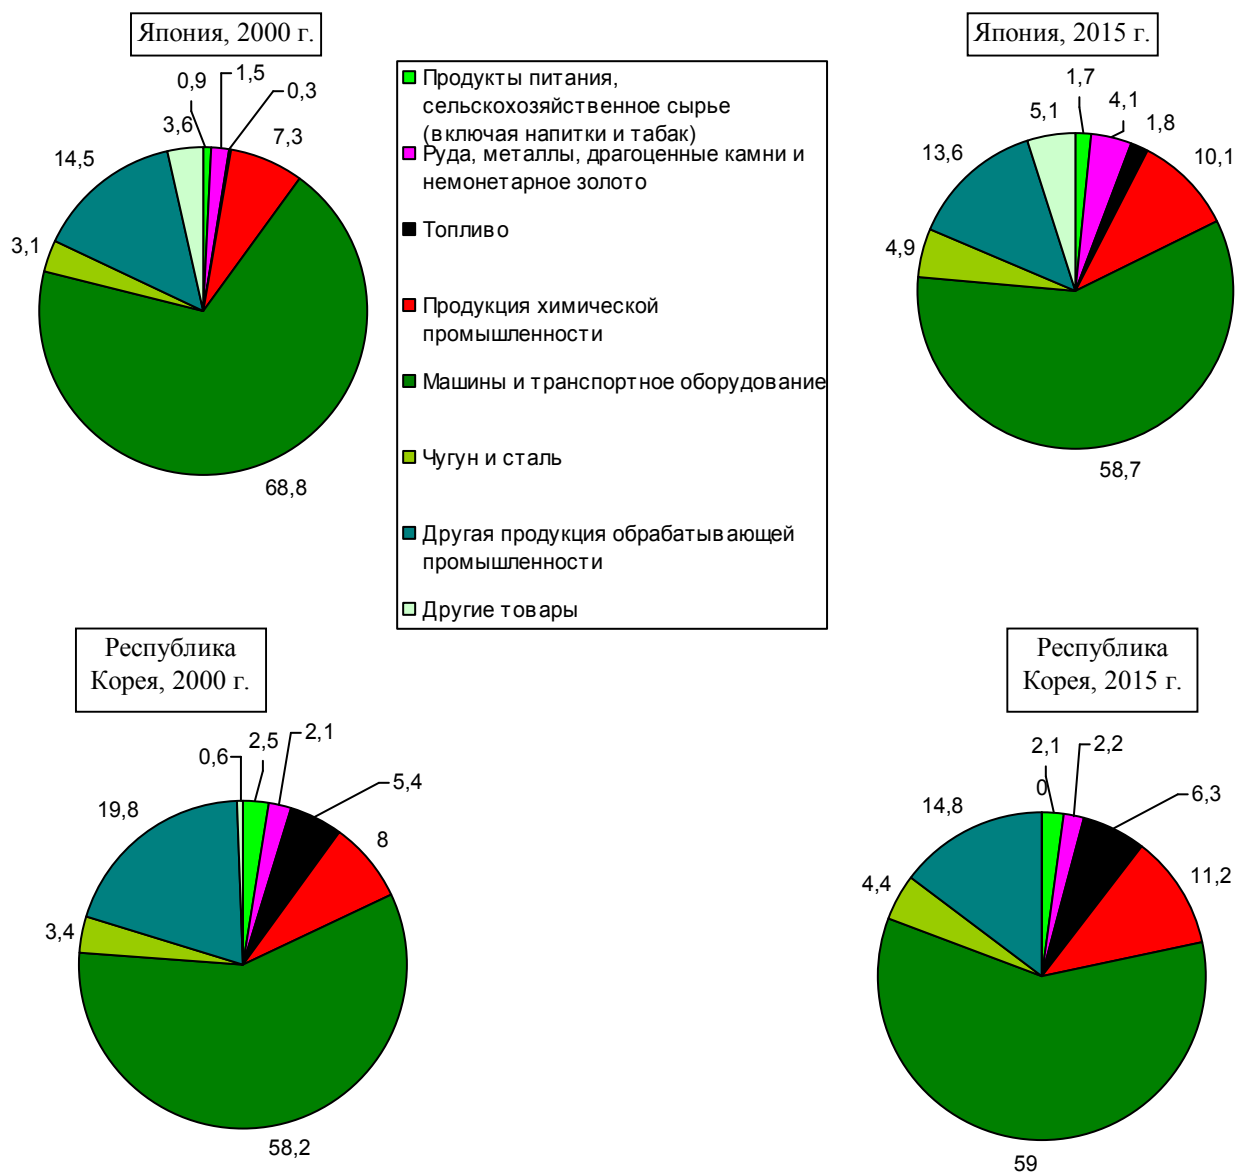 Япония, 2000 г.
0,9
1,5
0,3
3,6
7,3
14,5
3,1
68,8
Продукты питания,
сельскохозяйственное сырье
(включая напитки и табак)
Руда, металлы, драгоценные камни и
немонетарное золото
Топливо
Продукция химической
промышленности
Машины и транспортное оборудование
Чугун и сталь
Другая продукция обрабатывающей
промышленности
Другие товары
Япония, 2015 г.
1,7
4,1
1,8
5,1
10,1
13,6
4,9
58,7
Республика
Корея, 2000 г.
0,6
2,5
2,1
5,4
19,8
8
3,4
58,2
Республика
Корея, 2015 г.
2,1
2,2
0
6,3
14,8
11,2
4,4
59